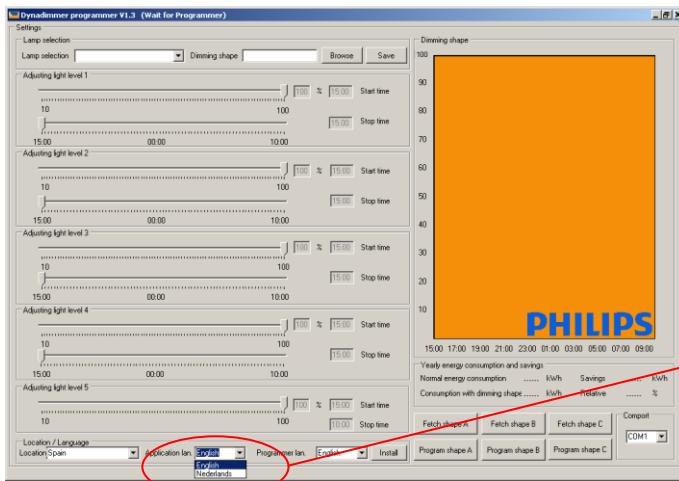 Dynadimmer programmer V1.3 (Wait for Programmer)
Settings
Lamp selection
Lamp selection Dimming shape Browse Save
Adjusting light level 1
100 % 15:00 Start time
10 100
15:00 Stop time
15:00 00:00 10:00
Adjusting light level 2
100 % 15:00 Start time
10 100
15:00 Stop time
15:00 00:00 10:00
Adjusting light level 3
100 % 15:00 Start time
10 100
15:00 Stop time
15:00 00:00 10:00
Adjusting light level 4
100 % 15:00 Start time
10 100
15:00 Stop time
15:00 00:00 10:00
Adjusting light level 5
100 % 15:00 Start time
10 100
10:00 Stop time
Location / Language
Location Spain Application lan. English Programmer lan. English Install
English
Nederlands
Dimming shape
100
90
80
70
60
50
40
30
20
10
PHILIPS
15:00 17:00 19:00 21:00 23:00 01:00 03:00 05:00 07:00 09:00
Yearly energy consumption and savings
Normal energy consumption ...... kWh Savings ...... kWh
Consumption with dimming shape ...... kWh Relative ...... %
Fetch shape A Fetch shape B Fetch shape C
Program shape A Program shape B Program shape C
Comport
COM1